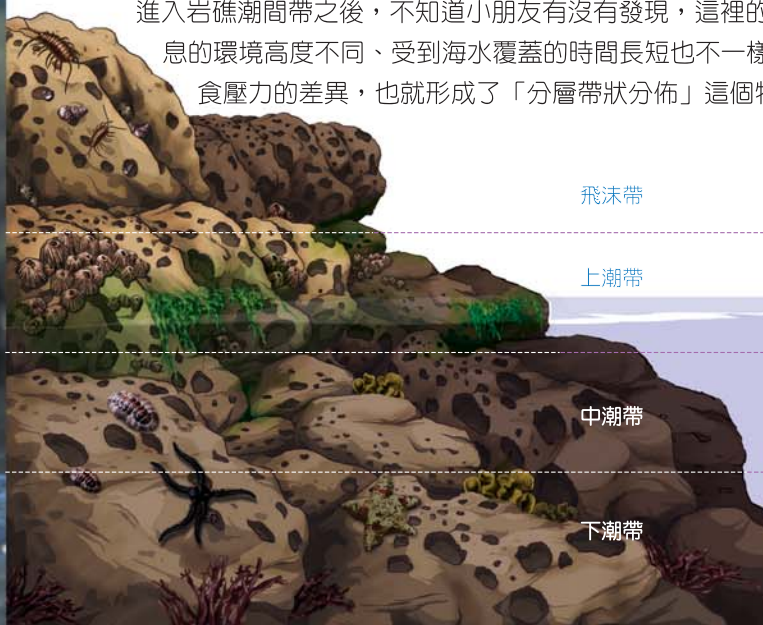 進入岩礁潮間帶之後，不知道小朋友有沒有發現，這裡的
息的環境高度不同、受到海水覆蓋的時間長短也不一樣
食壓力的差異，也就形成了「分層帶狀分佈」這個特
飛沫帶
上潮帶
中潮帶
下潮帶